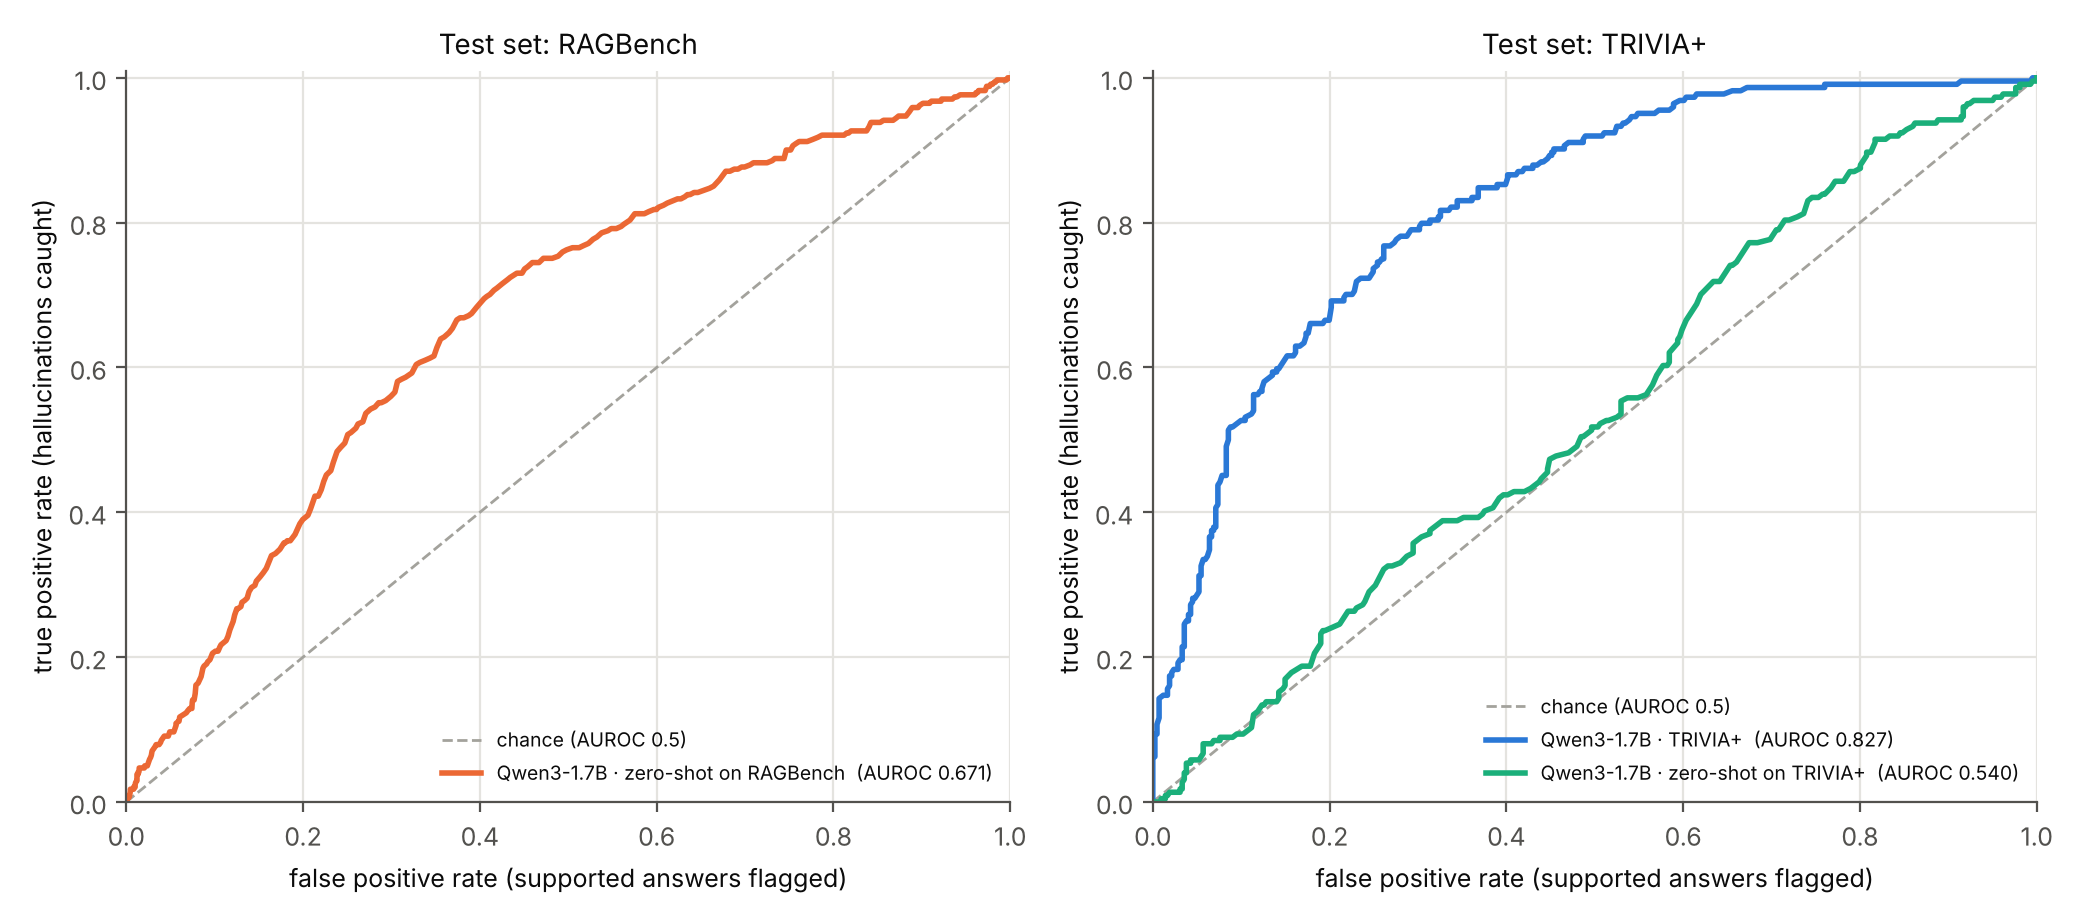 Test set: RAGBench
1.0
0.8
0.6
0.4
0.2
0.0
true positive rate (hallucinations caught)
chance (AUROC 0.5)
Qwen3-1.7B · zero-shot on RAGBench (AUROC 0.671)
0.0 0.2 0.4 0.6 0.8 1.0
false positive rate (supported answers flagged)
Test set: TRIVIA+
1.0
0.8
0.6
0.4
0.2
0.0
true positive rate (hallucinations caught)
chance (AUROC 0.5)
Qwen3-1.7B · TRIVIA+ (AUROC 0.827)
Qwen3-1.7B · zero-shot on TRIVIA+ (AUROC 0.540)
0.0 0.2 0.4 0.6 0.8 1.0
false positive rate (supported answers flagged)